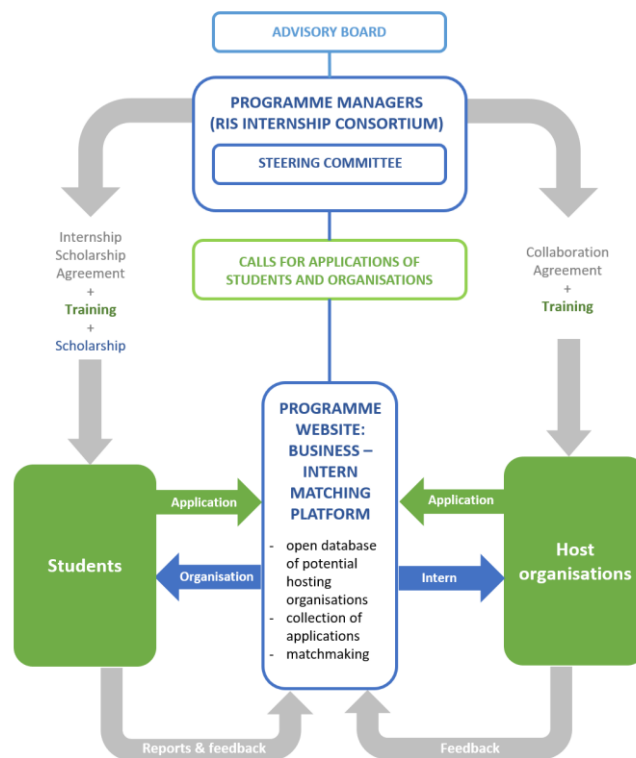 ADVISORY BOARD
PROGRAMME MANAGERS
(RIS INTERNSHIP CONSORTIUM)
STEERING COMMITTEE
Internship
Scholarship
Agreement
+
Training
+
Scholarship
CALLS FOR APPLICATIONS OF
STUDENTS AND ORGANISATIONS
Collaboration
Agreement
+
Training
PROGRAMME
WEBSITE:
BUSINESS –
INTERN
MATCHING
PLATFORM
- open database
of potential
hosting
organisations
- collection of
applications
- matchmaking
Students
Application
Organisation
Application
Intern
Host
organisations
Reports & feedback
Feedback